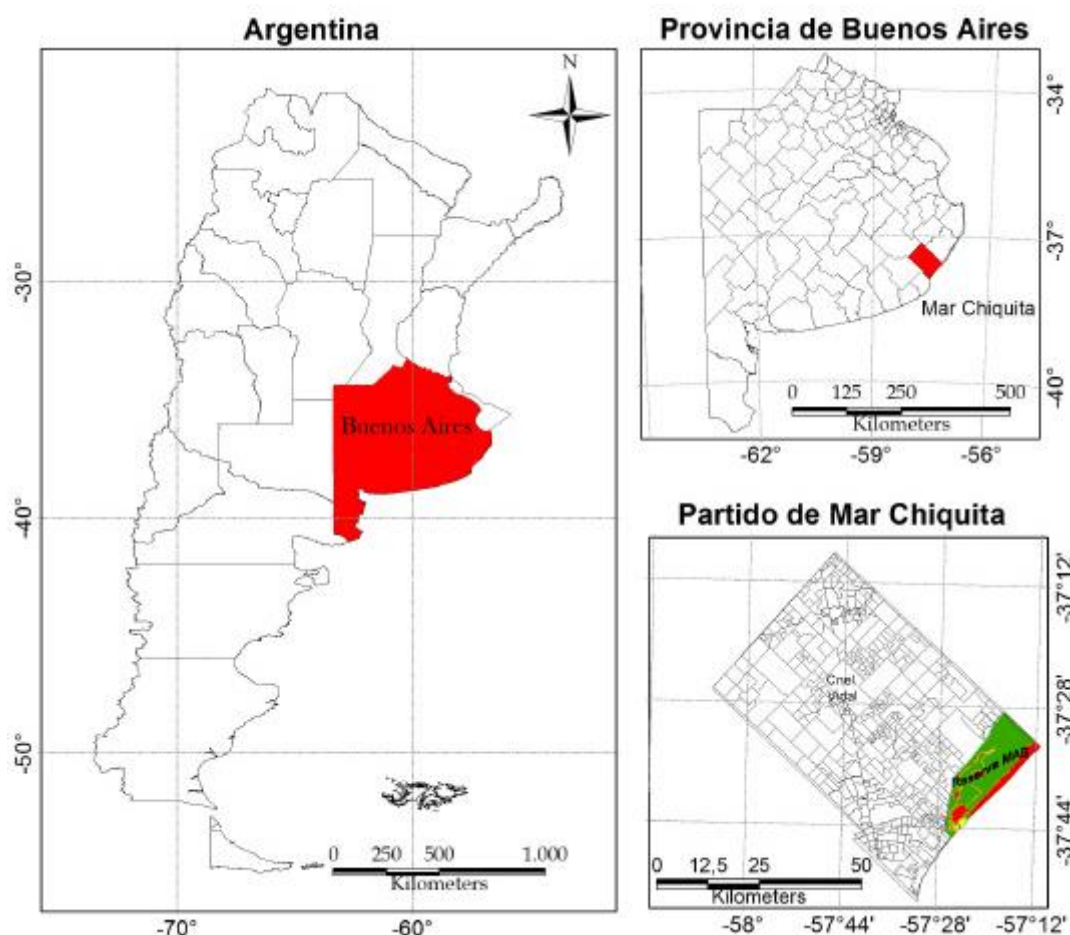 Argentina
N
-30°
-40°
-50°
Buenos Aires
0 250 500 1.000
Kilometers
-70° -60°
Provincia de Buenos Aires
-34°
-37°
-40°
Mar Chiquita
0 125 250 500
Kilometers
-62° -59° -56°
Partido de Mar Chiquita
-37°12'
-37°28'
-37°44'
Cnel
Vidal
Reserva MAB
0 12,5 25 50
Kilometers
-58° -57°44' -57°28' -57°12'